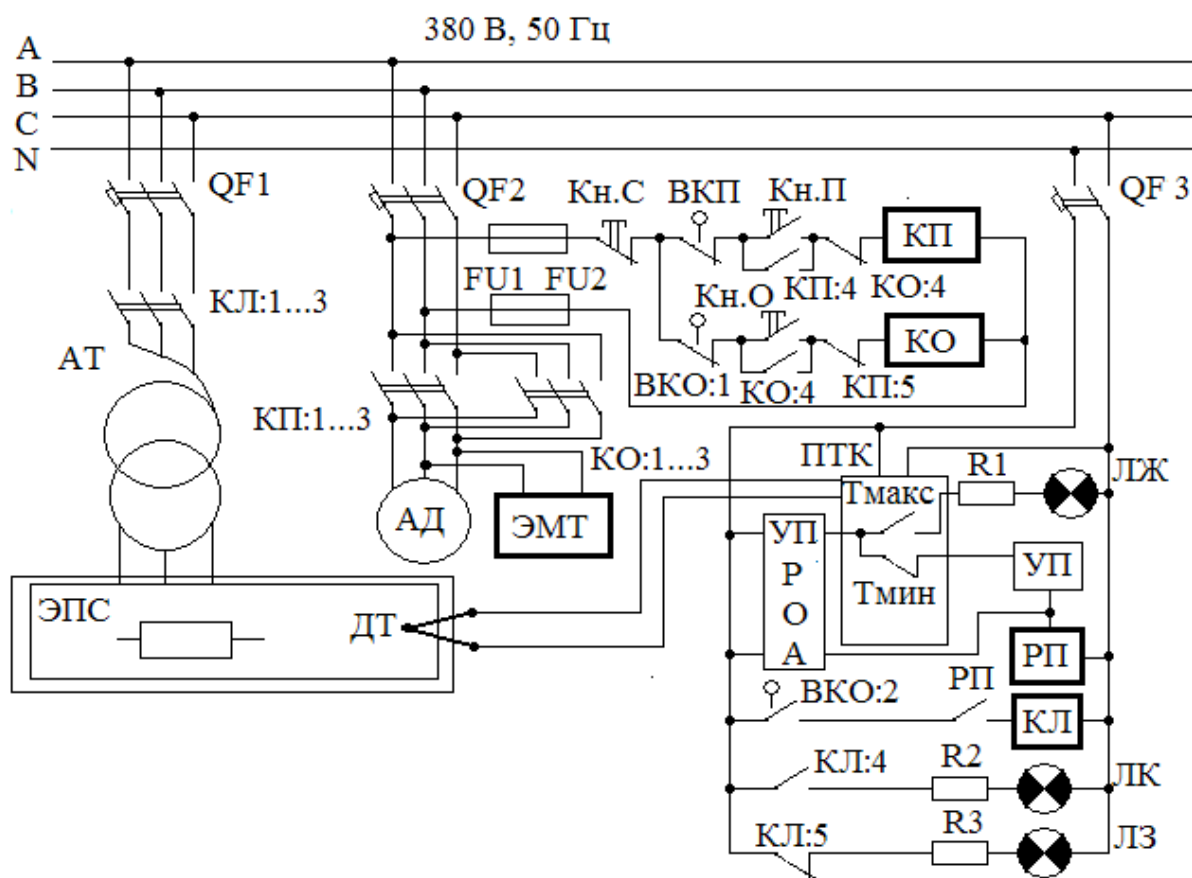 380 В, 50 Гц
A
B
C
N
QF1
QF2
Кн.С
ВКП
Кн.П
QF 3
КП
FU1
FU2
Кн.О
КП:4
КО:4
КЛ:1...3
КО
АТ
ВКО:1
КО:4
КП:5
КП:1...3
КО:1...3
ПТК
R1
ЛЖ
Тмакс
АД
ЭМТ
УП
Р
О
А
УП
Тмин
ЭПС
ДТ
РП
ВКО:2
РП
КЛ
КЛ:4
R2
ЛК
КЛ:5
R3
ЛЗ